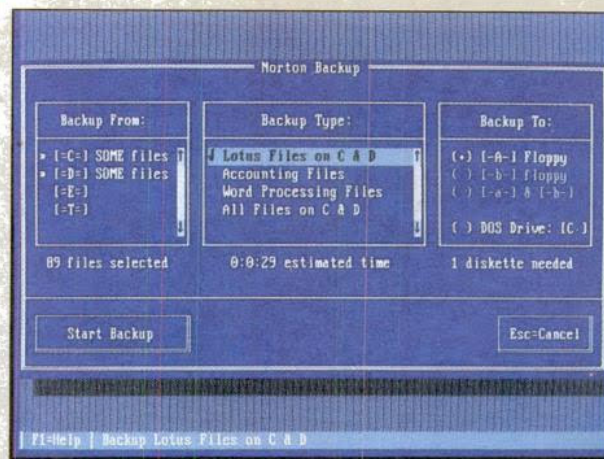 Norton Backup
Backup From:
» [=C=] SOME files
» [=D=] SOME files
[=E=]
[=T=]
89 files selected
Backup Type:
√ Lotus Files on C & D
Accounting Files
Word Processing Files
All Files on C & D
0:0:29 estimated time
Backup To:
(•) [-A-] Floppy
( ) [-b-] floppy
( ) [-a-] & [-b-]
( ) DOS Drive: [C ]
1 diskette needed
Start Backup
Esc=Cancel
F1=Help | Backup Lotus Files on C & D